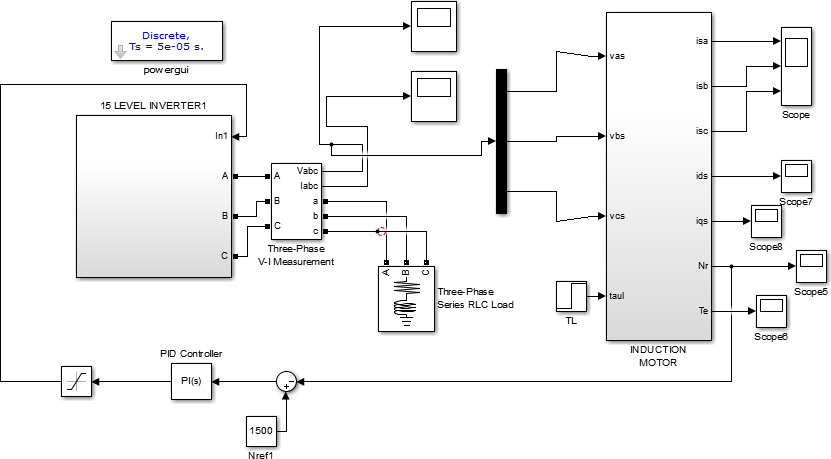 Discrete,
Ts = 5e-05 s.
powergui
15 LEVEL INVERTER1
In1
A
B
C
A
B
C
Vabc
Iabc
a
b
c
Three-Phase
V-I Measurement
A
B
C
Three-Phase
Series RLC Load
vas
vbs
vcs
taul
TL
isa
isb
isc
ids
iqs
Nr
Te
INDUCTION
MOTOR
Scope
Scope7
Scope8
Scope5
Scope6
PID Controller
PI(s)
−
+
1500
Nref1